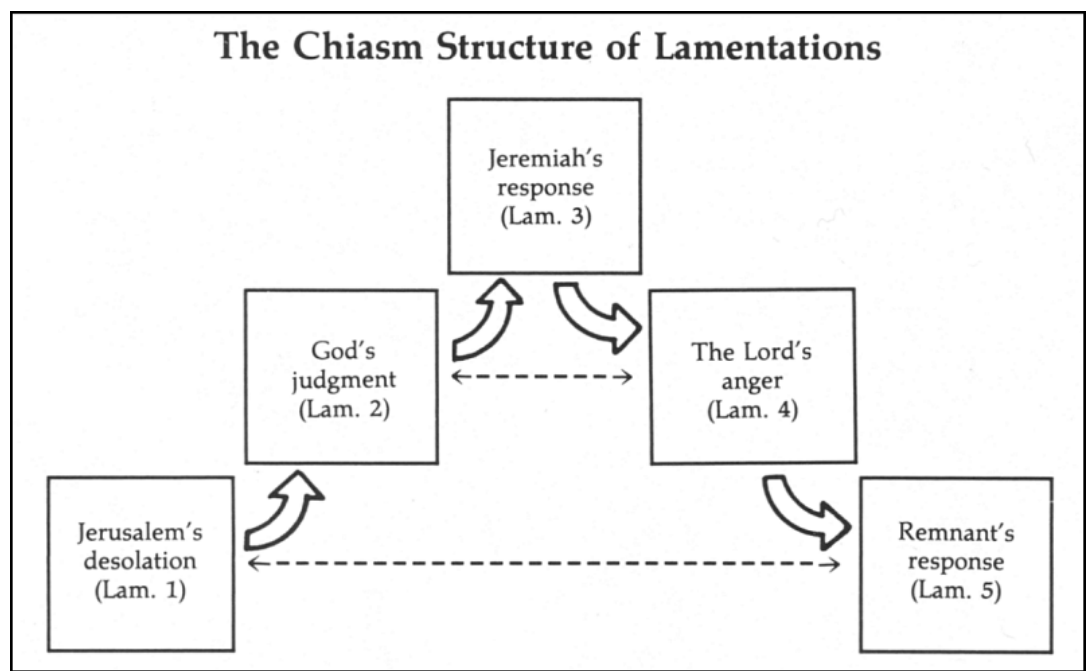 The Chiasm Structure of Lamentations
Jeremiah's
response
(Lam. 3)
God's
judgment
(Lam. 2)
The Lord's
anger
(Lam. 4)
Jerusalem's
desolation
(Lam. 1)
Remnant's
response
(Lam. 5)